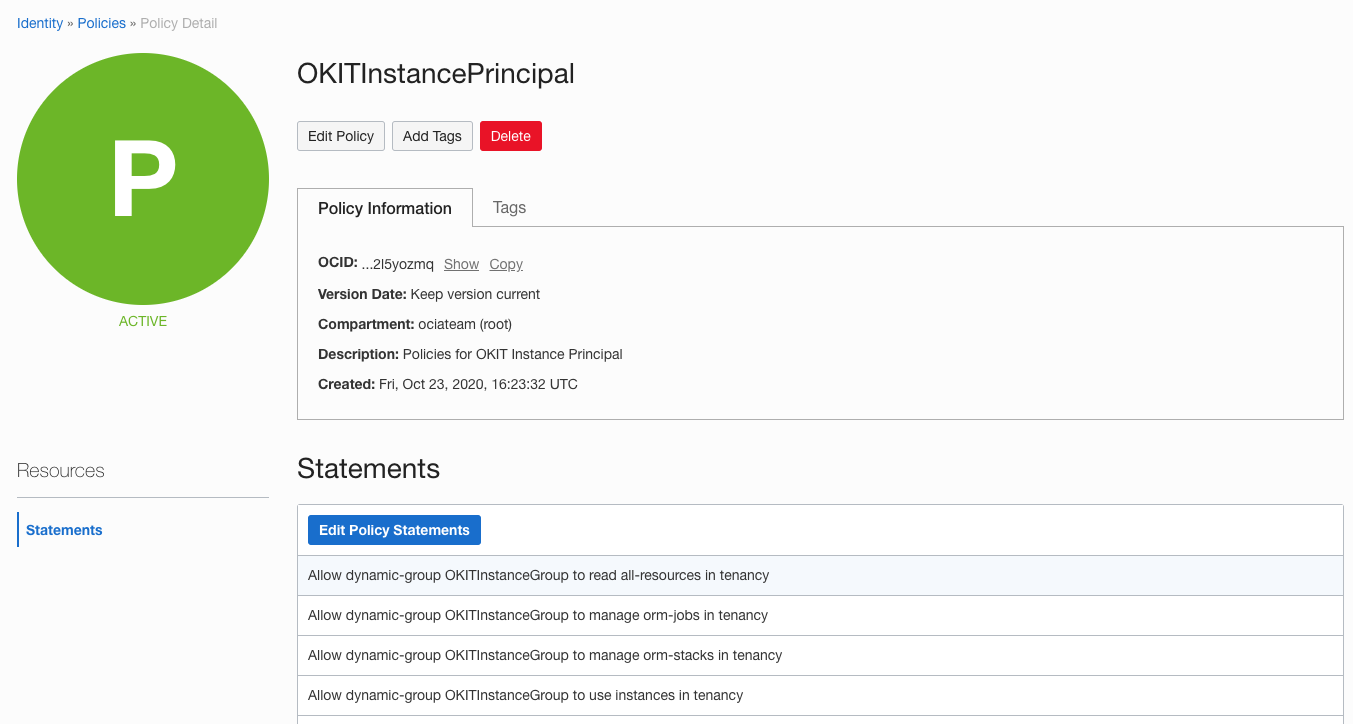 Identity » Policies » Policy Detail
P
ACTIVE
OKITInstancePrincipal
Edit Policy Add Tags Delete
Policy Information Tags
OCID: ...2l5yozmq Show Copy
Version Date: Keep version current
Compartment: ociateam (root)
Description: Policies for OKIT Instance Principal
Created: Fri, Oct 23, 2020, 16:23:32 UTC
Resources
Statements
Statements
Edit Policy Statements
Allow dynamic-group OKITInstanceGroup to read all-resources in tenancy
Allow dynamic-group OKITInstanceGroup to manage orm-jobs in tenancy
Allow dynamic-group OKITInstanceGroup to manage orm-stacks in tenancy
Allow dynamic-group OKITInstanceGroup to use instances in tenancy